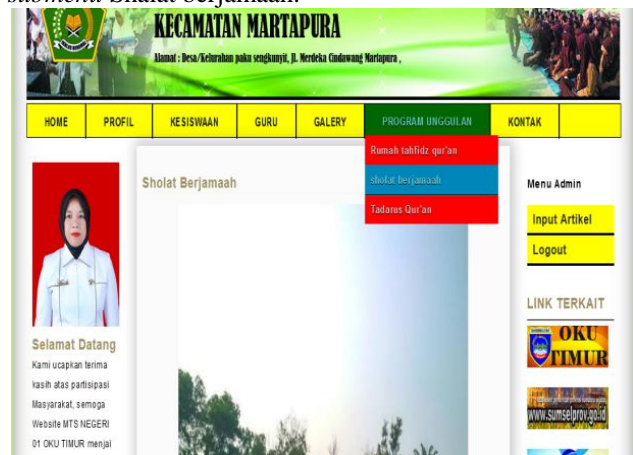 submenu Sholat berjamaah.
KECAMATAN MARTAPURA
Alamat : Desa/Kelurahan paku sengkunyit, Jl. Merdeka Cindawang Martapura ,
HOME PROFIL KESISWAAN GURU GALERY PROGRAM UNGGULAN KONTAK
Rumah tahfidz qur'an
sholat berjamaah
Tadarus Qur'an
Sholat Berjamaah
Menu Admin
Input Artikel
Logout
LINK TERKAIT
OKU
TIMUR
www.sumselprov.go.id
Selamat Datang
Kami ucapkan terima
kasih atas partisipasi
Masyarakat, semoga
Website MTS NEGERI
01 OKU TIMUR menjai